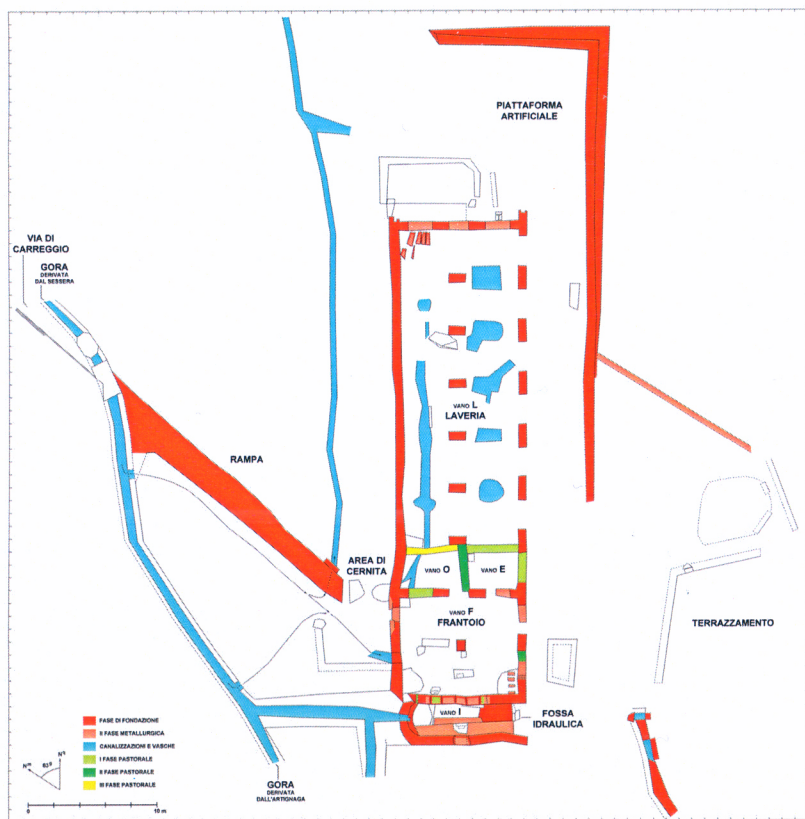 PIATTAFORMA
ARTIFICIALE
VIA DI
CARREGGIO
GORA
DERIVATA
DAL SESSERA
VANO L
LAVERIA
RAMPA
AREA DI
CERNITA
VANO O
VANO E
VANO F
FRANTOIO
TERRAZZAMENTO
VANO I
FOSSA
IDRAULICA
FASE DI FONDAZIONE
II FASE METALLURGICA
CANALIZZAZIONI E VASCHE
I FASE PASTORALE
II FASE PASTORALE
III FASE PASTORALE
GORA
DERIVATA
DALL'ARTIGNAGA
0 10 m